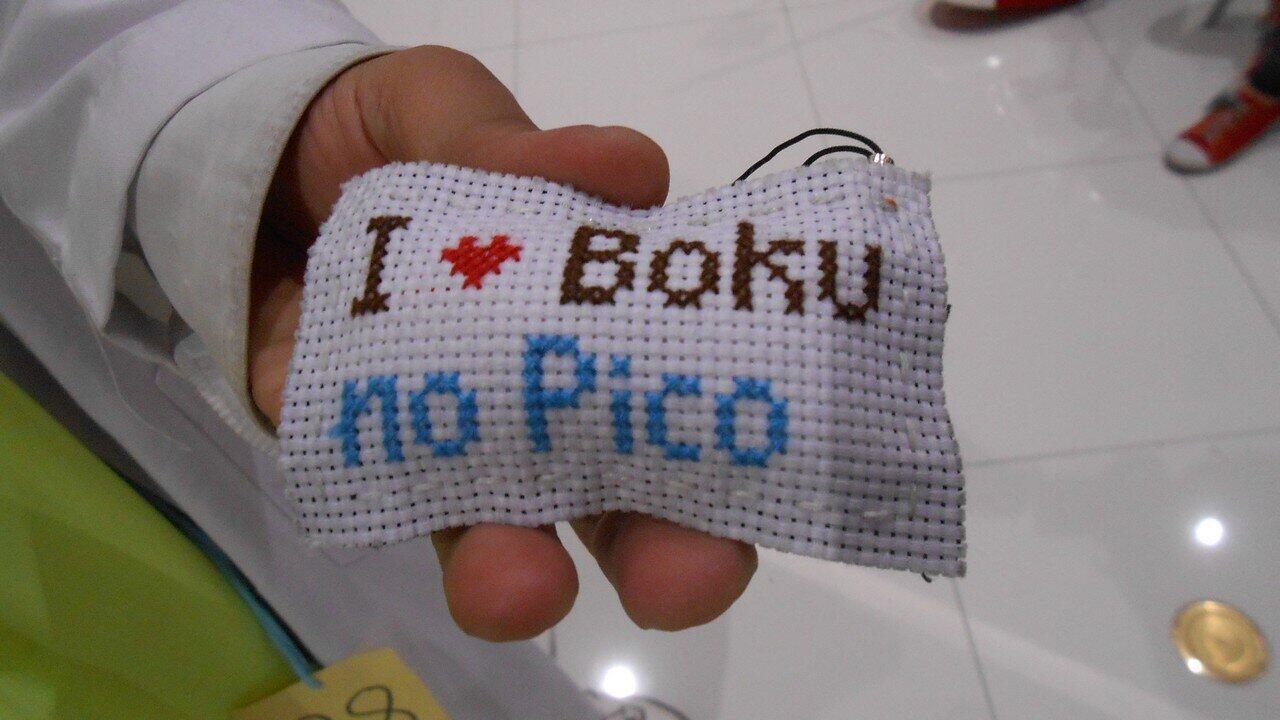 I ♥ Boku
no Pico